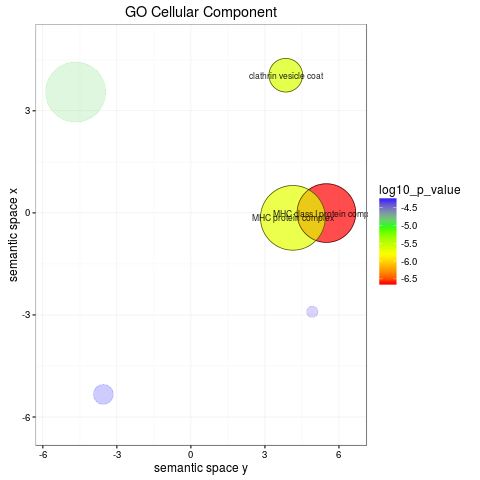 GO Cellular Component
clathrin vesicle coat
3
log10_p_value
-4.5
-5.0
-5.5
-6.0
-6.5
0
MHC class I protein comp
MHC protein complex
semantic space x
-3
-6
-6
-3
0
3
6
semantic space y